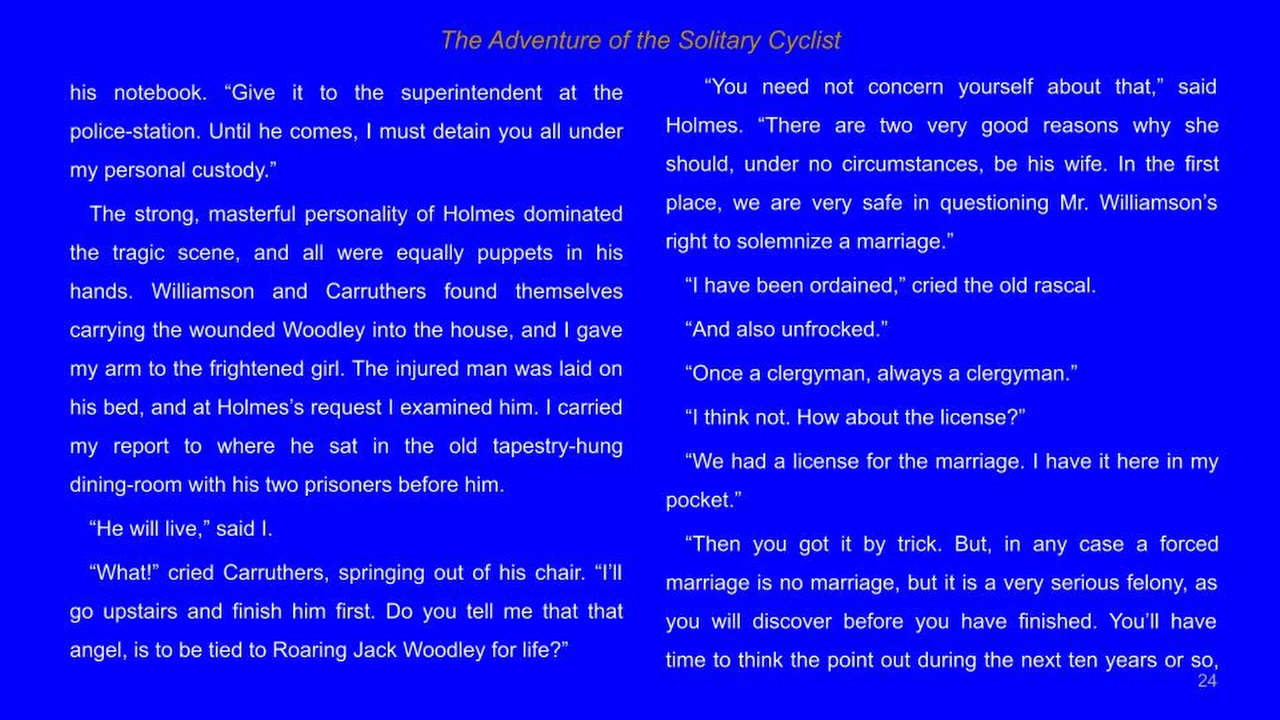 The Adventure of the Solitary Cyclist
his notebook. “Give it to the superintendent at the
police-station. Until he comes, I must detain you all under
my personal custody.”
The strong, masterful personality of Holmes dominated
the tragic scene, and all were equally puppets in his
hands. Williamson and Carruthers found themselves
carrying the wounded Woodley into the house, and I gave
my arm to the frightened girl. The injured man was laid on
his bed, and at Holmes’s request I examined him. I carried
my report to where he sat in the old tapestry-hung
dining-room with his two prisoners before him.
“He will live,” said I.
“What!” cried Carruthers, springing out of his chair. “I’ll
go upstairs and finish him first. Do you tell me that that
angel, is to be tied to Roaring Jack Woodley for life?”
“You need not concern yourself about that,” said
Holmes. “There are two very good reasons why she
should, under no circumstances, be his wife. In the first
place, we are very safe in questioning Mr. Williamson’s
right to solemnize a marriage.”
“I have been ordained,” cried the old rascal.
“And also unfrocked.”
“Once a clergyman, always a clergyman.”
“I think not. How about the license?”
“We had a license for the marriage. I have it here in my
pocket.”
“Then you got it by trick. But, in any case a forced
marriage is no marriage, but it is a very serious felony, as
you will discover before you have finished. You’ll have
time to think the point out during the next ten years or so,
24